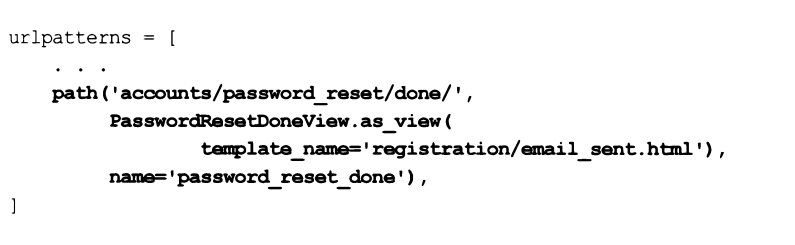 urlpatterns = [
    . . .
    path('accounts/password_reset/done/',
         PasswordResetDoneView.as_view(
                 template_name='registration/email_sent.html'),
         name='password_reset_done'),
]